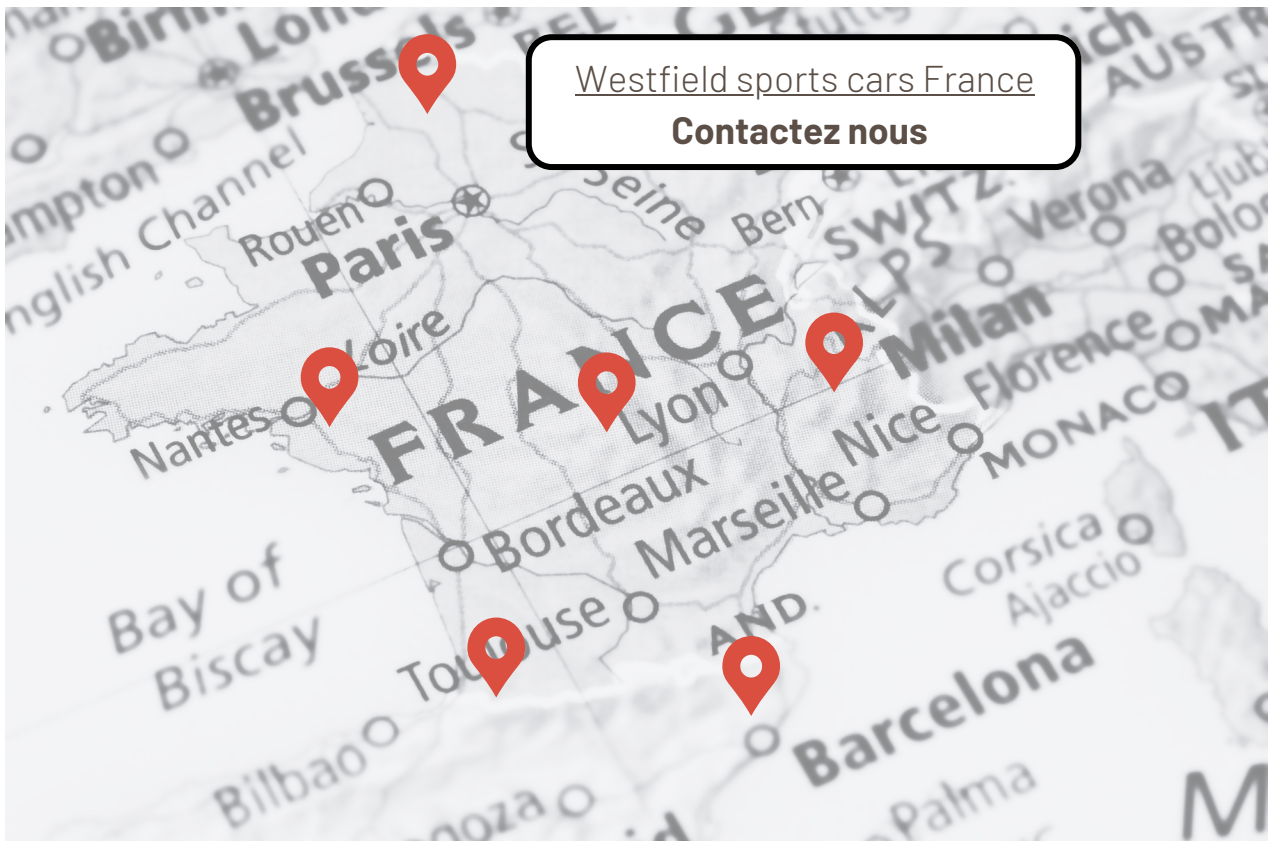 Westfield sports cars France
Contactez nous
Brussels
BEL.
English Channel
Rouen
Paris
Seine
Bern
SWITZ.
ALPS
Verona
Milan
Florence
Loire
FRANCE
Nantes
Lyon
Nice
MONACO
Bordeaux
Marseille
Corsica
Ajaccio
Bay of
Biscay
Toulouse
AND.
Barcelona
Bilbao
Palma